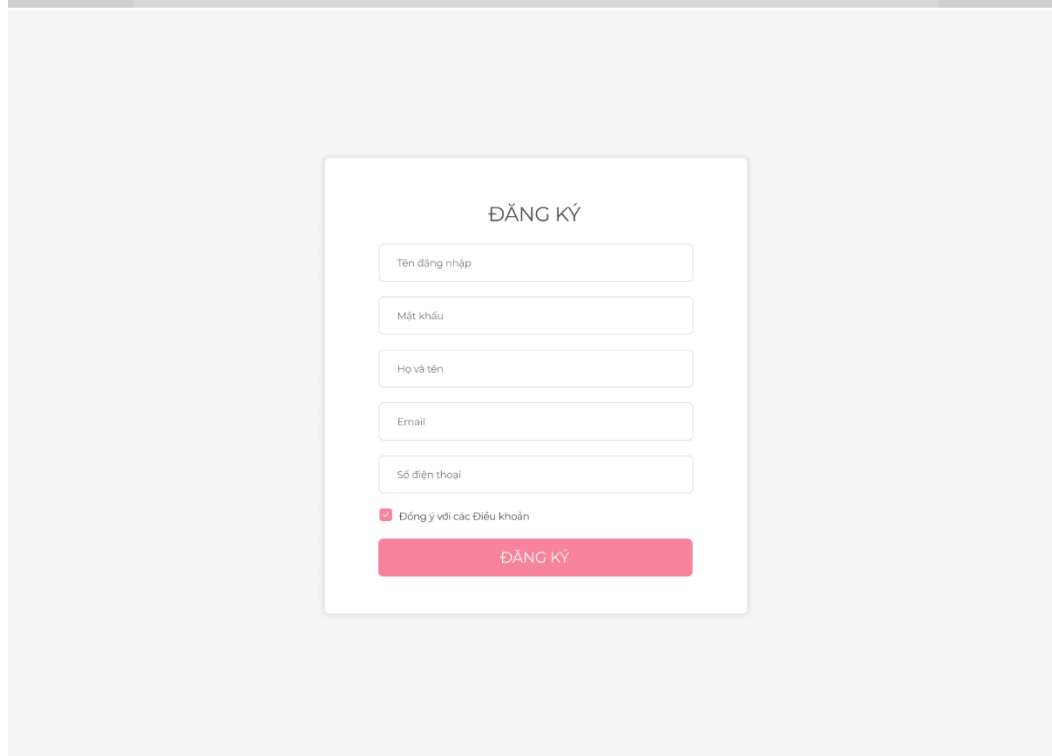 ĐĂNG KÝ
Tên đăng nhập
Mật khẩu
Họ và tên
Email
Số điện thoại
Đồng ý với các Điều khoản
ĐĂNG KÝ